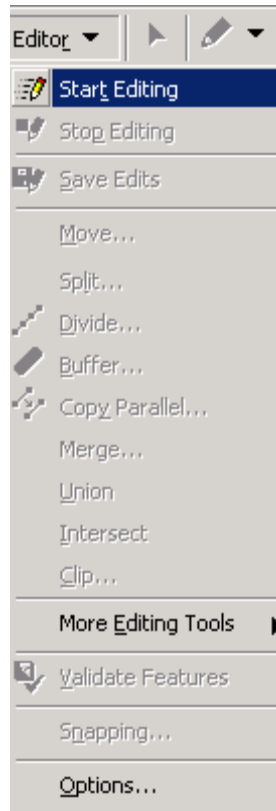 Editor
Start Editing
Stop Editing
Save Edits
Move...
Split...
Divide...
Buffer...
Copy Parallel...
Merge...
Union
Intersect
Clip...
More Editing Tools
Validate Features
Snapping...
Options...